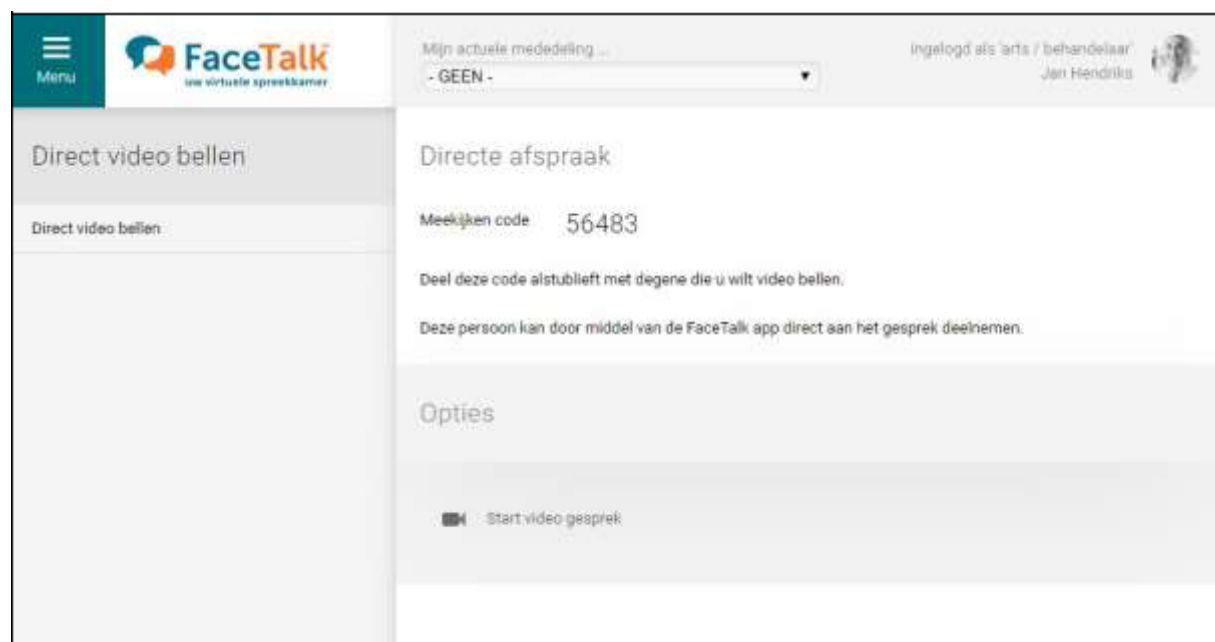 Menu
FaceTalk
uw virtuele spreekkamer
Mijn actuele mededeling ...
- GEEN -
ingelogd als 'arts / behandelaar'
Jan Hendriks
Direct video bellen
Direct video bellen
Directe afspraak
Meekijken code 56483
Deel deze code alstublieft met degene die u wilt video bellen.
Deze persoon kan door middel van de FaceTalk app direct aan het gesprek deelnemen.
Opties
Start video gesprek